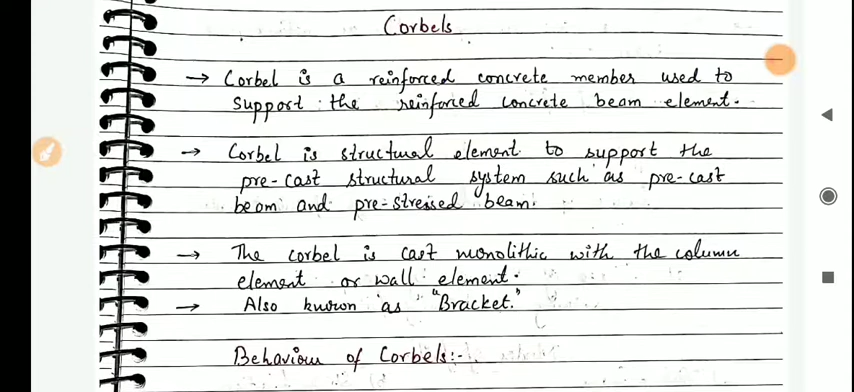 Corbels
→ Corbel is a reinforced concrete member used to
support the reinforced concrete beam element.
→ Corbel is structural element to support the
pre-cast structural system such as pre-cast
beam and pre-stressed beam.
→ The corbel is cast monolithic with the column
element or wall element.
→ Also known as "Bracket."
Behaviour of Corbels:-